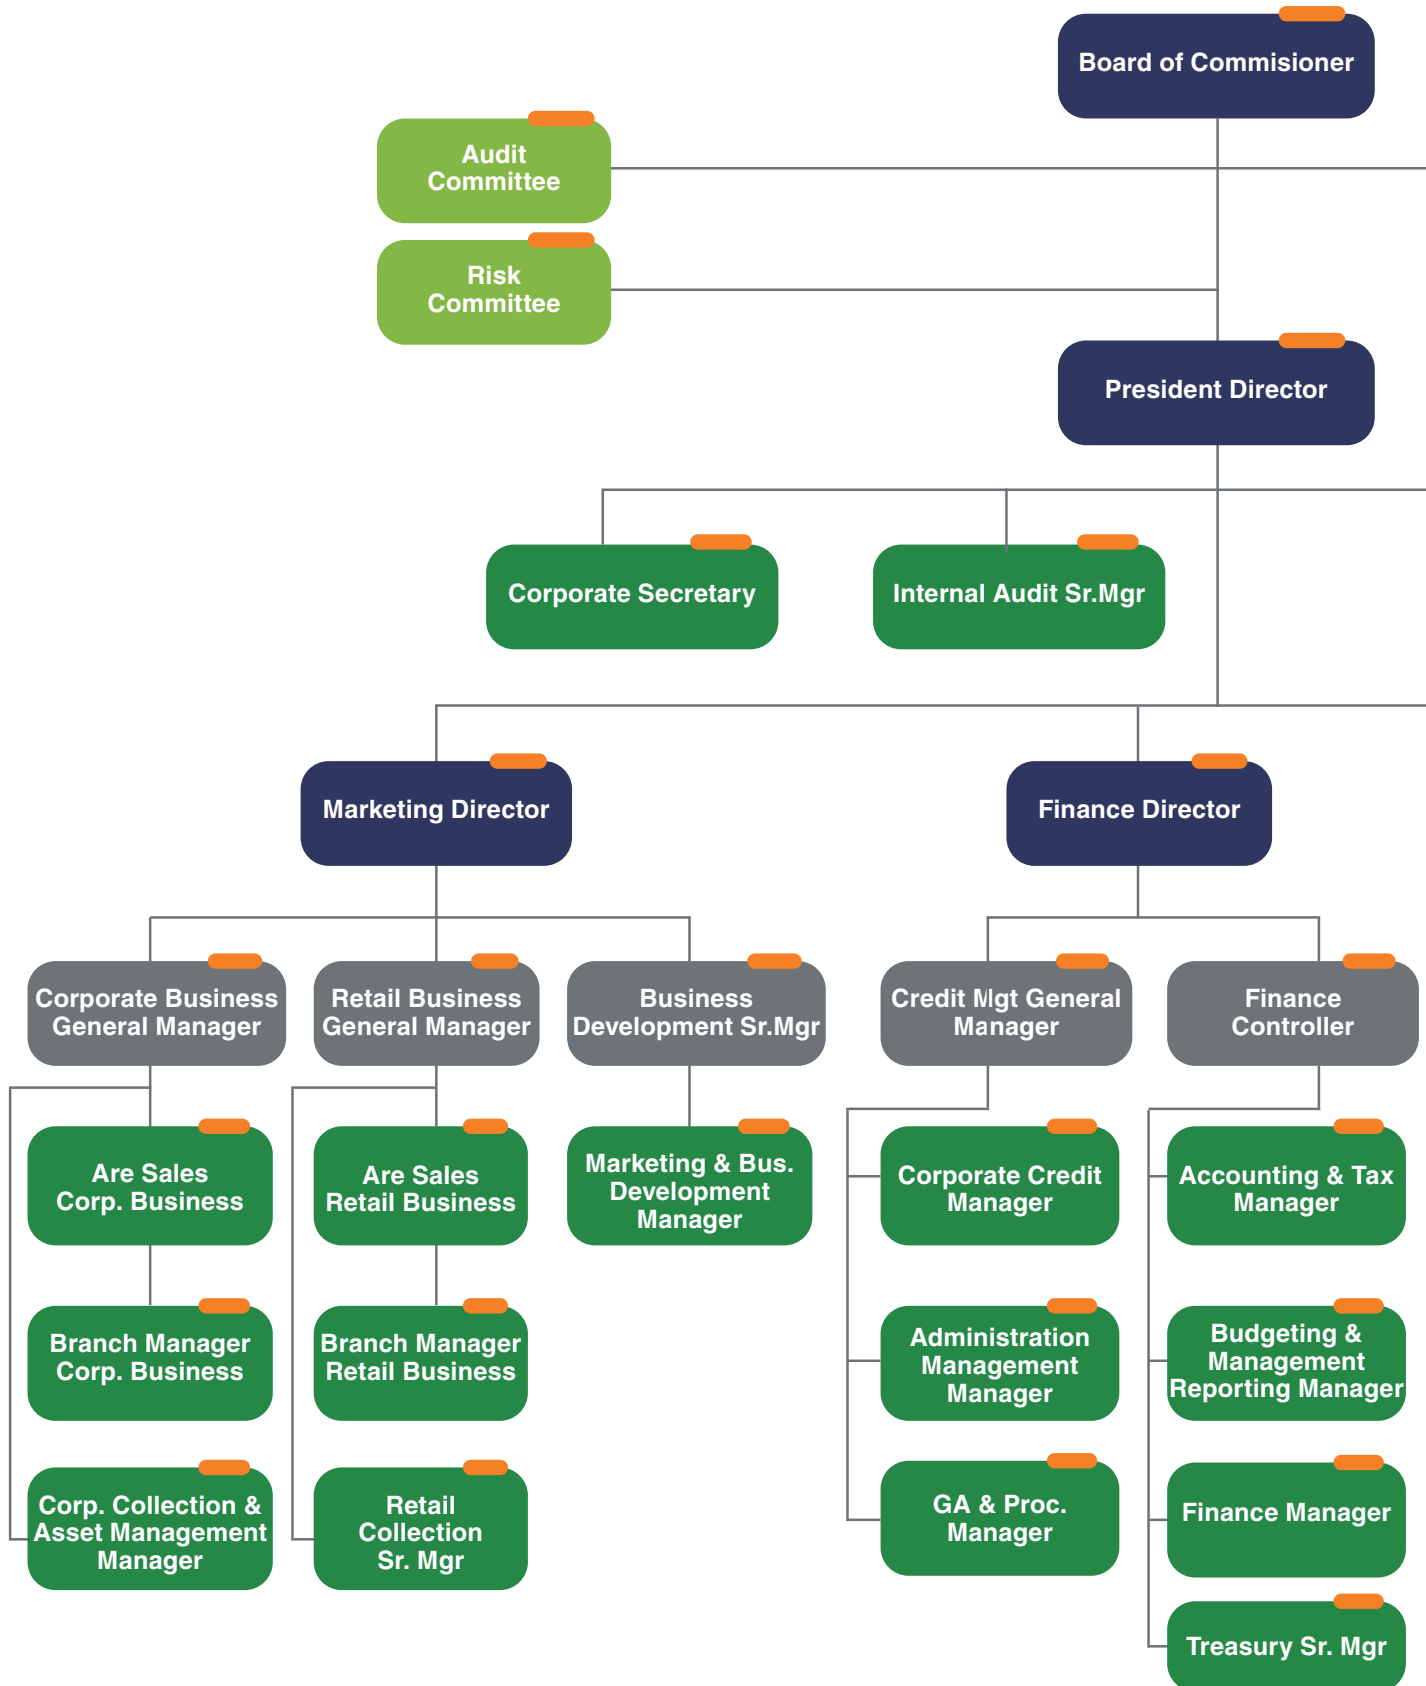 Board of Commisioner
Audit
Committee
Risk
Committee
President Director
Corporate Secretary
Internal Audit Sr.Mgr
Marketing Director
Finance Director
Corporate Business
General Manager
Retail Business
General Manager
Business
Development Sr.Mgr
Credit Mgt General
Manager
Finance
Controller
Are Sales
Corp. Business
Are Sales
Retail Business
Marketing & Bus.
Development
Manager
Corporate Credit
Manager
Accounting & Tax
Manager
Branch Manager
Corp. Business
Branch Manager
Retail Business
Administration
Management
Manager
Budgeting &
Management
Reporting Manager
Corp. Collection &
Asset Management
Manager
Retail
Collection
Sr. Mgr
GA & Proc.
Manager
Finance Manager
Treasury Sr. Mgr